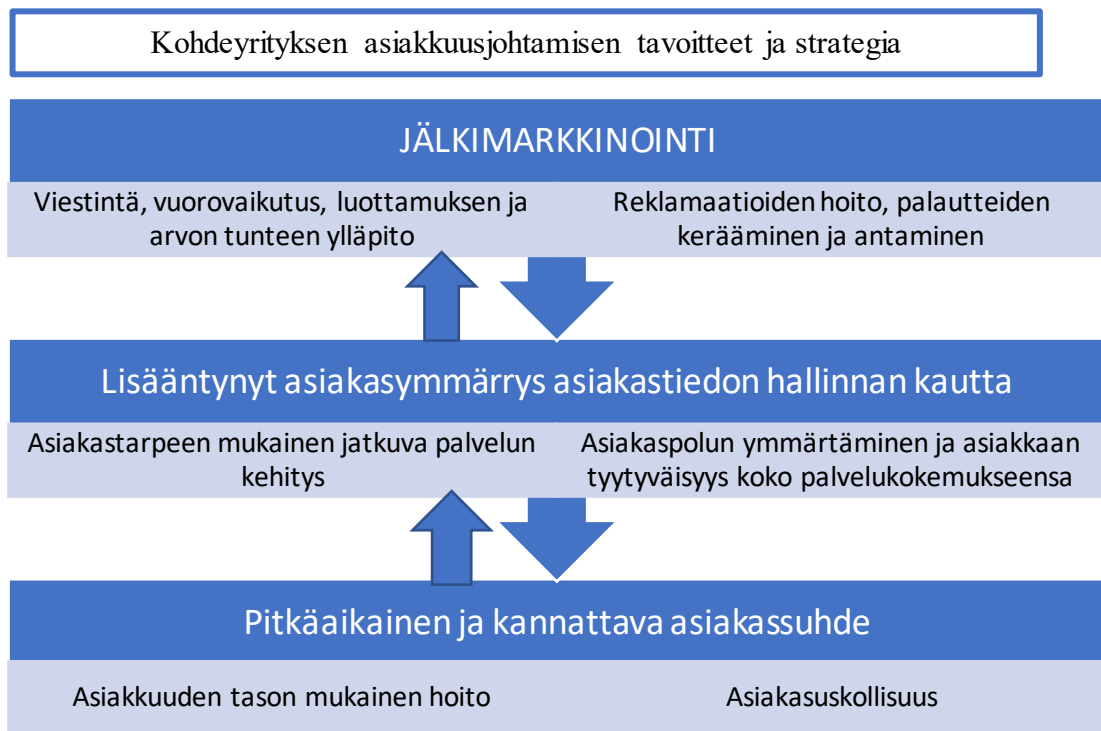 Kohdeyrityksen asiakkuusjohtamisen tavoitteet ja strategia
JÄLKIMARKKINOINTI
Viestintä, vuorovaikutus, luottamuksen ja
arvon tunteen ylläpito
Reklamaatioiden hoito, palautteiden
kerääminen ja antaminen
Lisääntynyt asiakasymmärrys asiakastiedon hallinnan kautta
Asiakastarpeen mukainen jatkuva palvelun
kehitys
Asiakaspolun ymmärtäminen ja asiakkaan
tyytyväisyys koko palvelukokemukseensa
Pitkäaikainen ja kannattava asiakassuhde
Asiakkuuden tason mukainen hoito
Asiakasuskollisuus